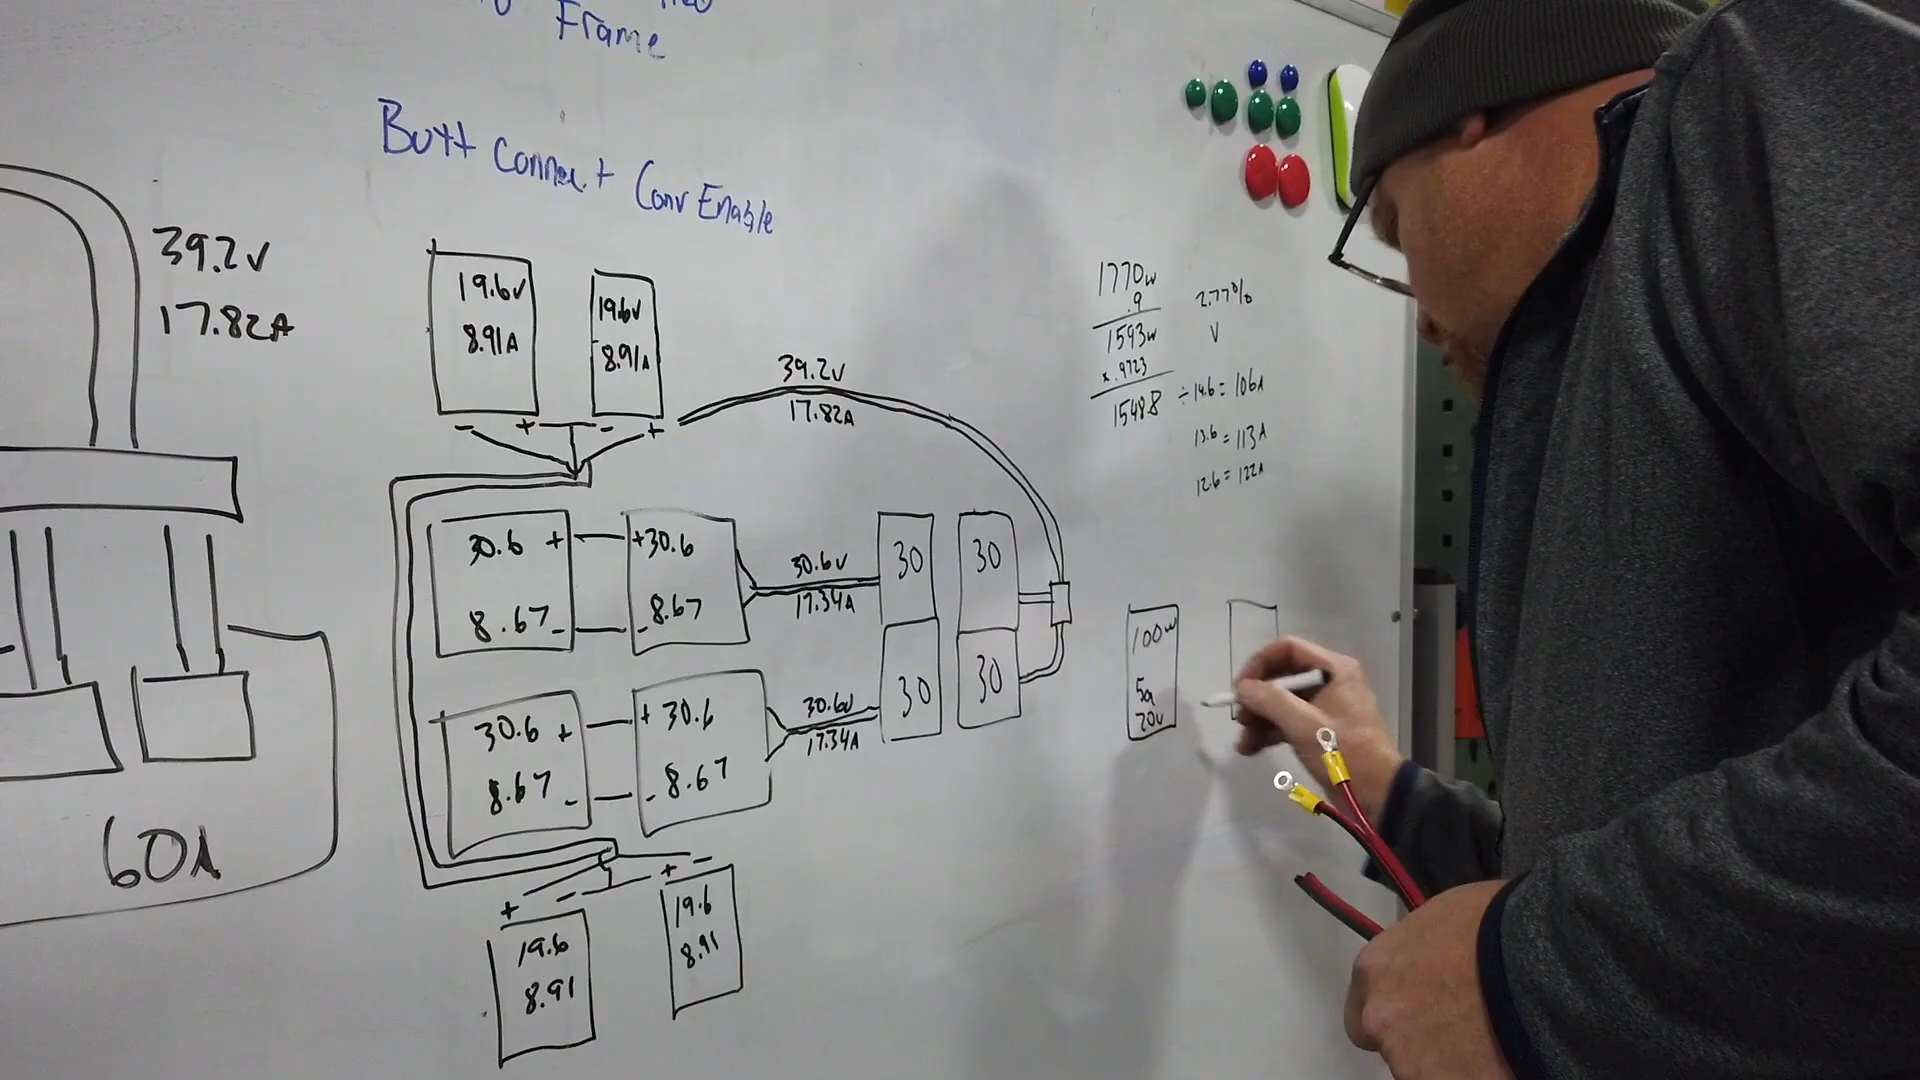 Frame
Butt Connect Conv Enable
39.2v
17.82A
60A
19.6v
8.91A
19.6v
8.91A
- + - +
39.2v
17.82A
30.6 +
8.67 -
+30.6
- 8.67
30.6v
17.34A
30
30
30
30
30.6 +
8.67 -
+ 30.6
- 8.67
30.6v
17.34A
+ - + -
19.6
8.91
19.6
8.91
1770w
.9
1593w
x .9723
1548.8
2.77%
V
÷ 14.6 = 106A
13.6 = 113A
12.6 = 122A
100w
5a
20v